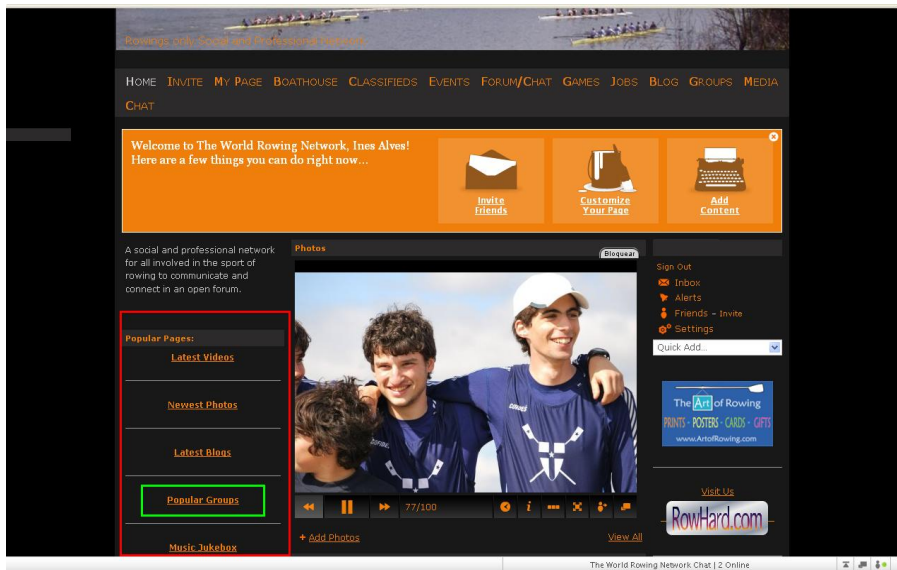 Rowings only Social and Professional Network
HOME INVITE MY PAGE BOATHOUSE CLASSIFIEDS EVENTS FORUM/CHAT GAMES JOBS BLOG GROUPS MEDIA
CHAT
Welcome to The World Rowing Network, Ines Alves!
Here are a few things you can do right now...
Invite
Friends
Customize
Your Page
Add
Content
A social and professional network
for all involved in the sport of
rowing to communicate and
connect in an open forum.
Popular Pages:
Latest Videos
Newest Photos
Latest Blogs
Popular Groups
Music Jukebox
Photos
Bloquear
77/100
+ Add Photos
View All
Sign Out
Inbox
Alerts
Friends - Invite
Settings
Quick Add...
The Art of Rowing
PRINTS - POSTERS - CARDS - GIFTS
www.ArtofRowing.com
Visit Us
RowHard.com
The World Rowing Network Chat | 2 Online